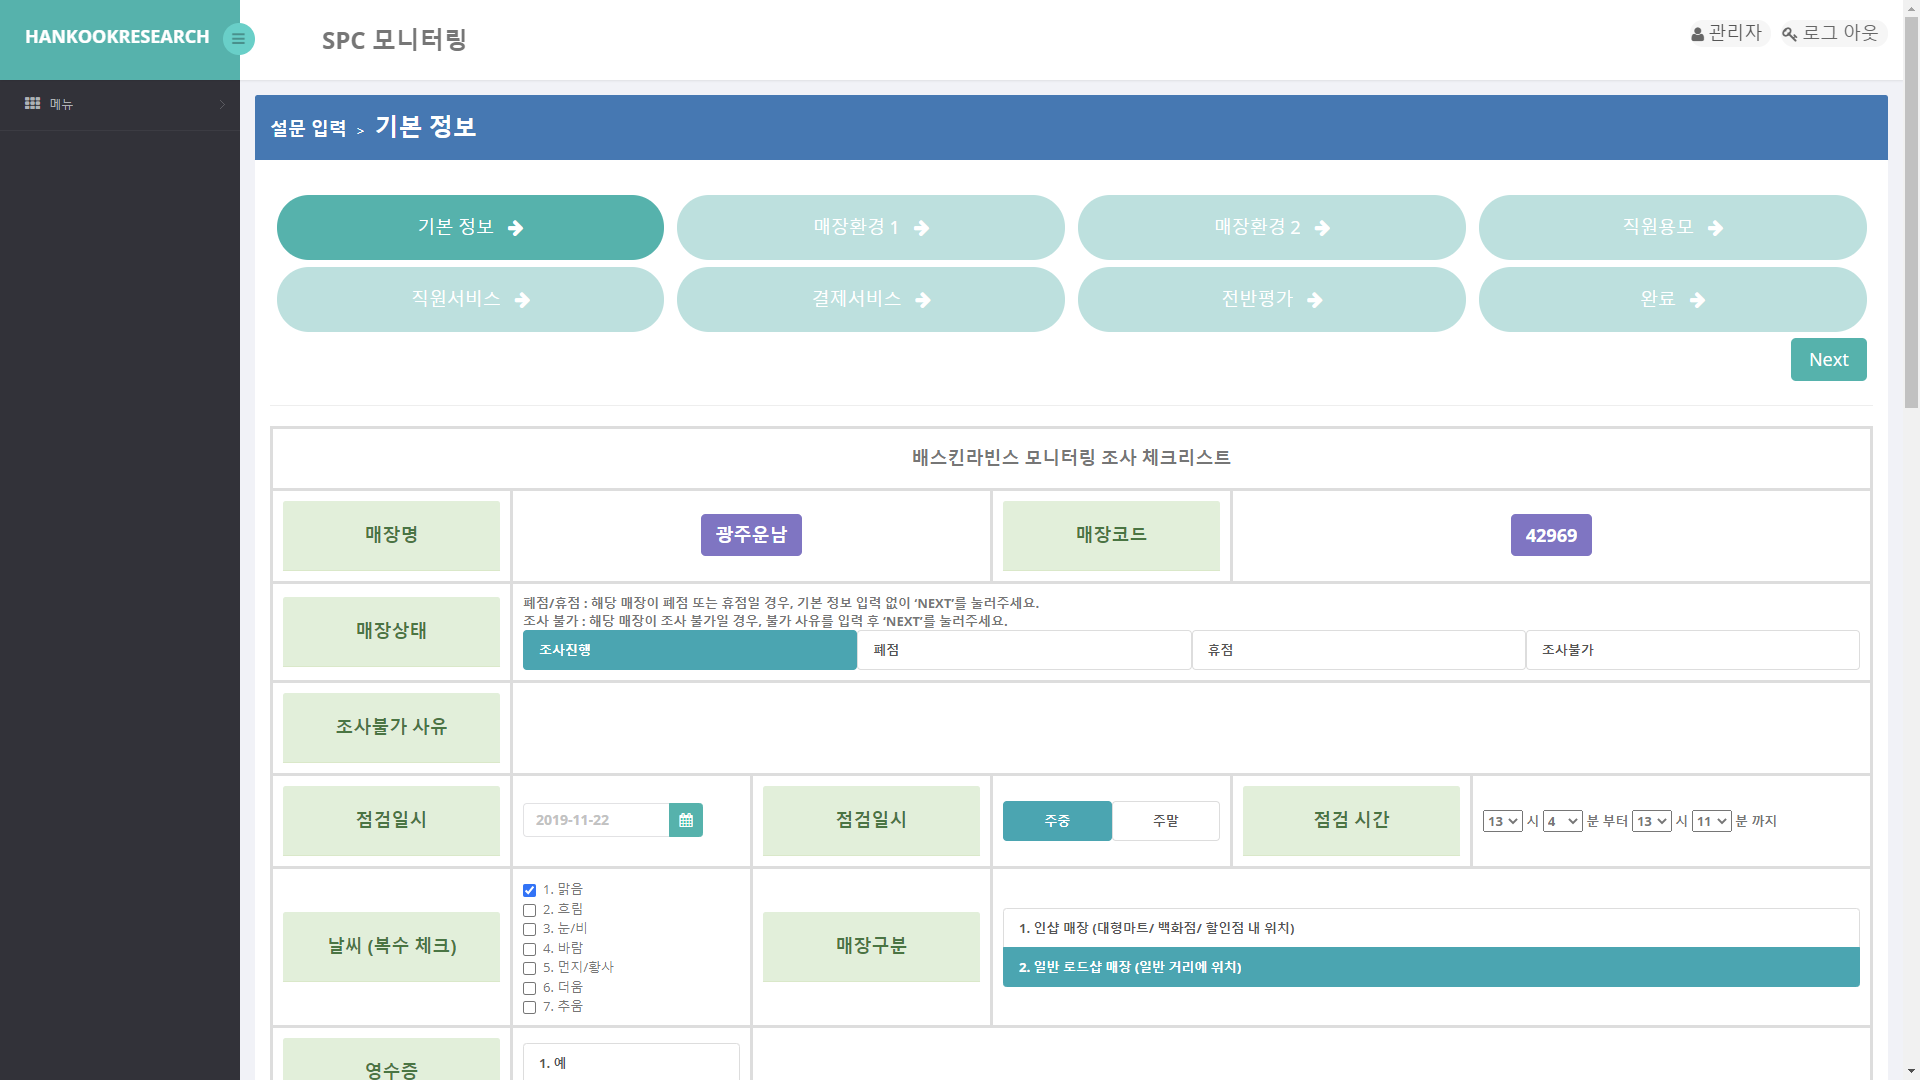 HANKOOKRESEARCH
SPC 모니터링
관리자
로그 아웃
메뉴
설문 입력 > 기본 정보
기본 정보
매장환경 1
매장환경 2
직원용모
직원서비스
결제서비스
전반평가
완료
Next
배스킨라빈스 모니터링 조사 체크리스트
매장명
광주운남
매장코드
42969
매장상태
폐점/휴점 : 해당 매장이 폐점 또는 휴점일 경우, 기본 정보 입력 없이 ‘NEXT’를 눌러주세요.
조사 불가 : 해당 매장이 조사 불가일 경우, 불가 사유를 입력 후 ‘NEXT’를 눌러주세요.
조사진행
폐점
휴점
조사불가
조사불가 사유
점검일시
2019-11-22
점검일시
주중
주말
점검 시간
13 시 4 분 부터 13 시 11 분 까지
날씨 (복수 체크)
1. 맑음
2. 흐림
3. 눈/비
4. 바람
5. 먼지/황사
6. 더움
7. 추움
매장구분
1. 인샵 매장 (대형마트/ 백화점/ 할인점 내 위치)
2. 일반 로드샵 매장 (일반 거리에 위치)
영수증
1. 예